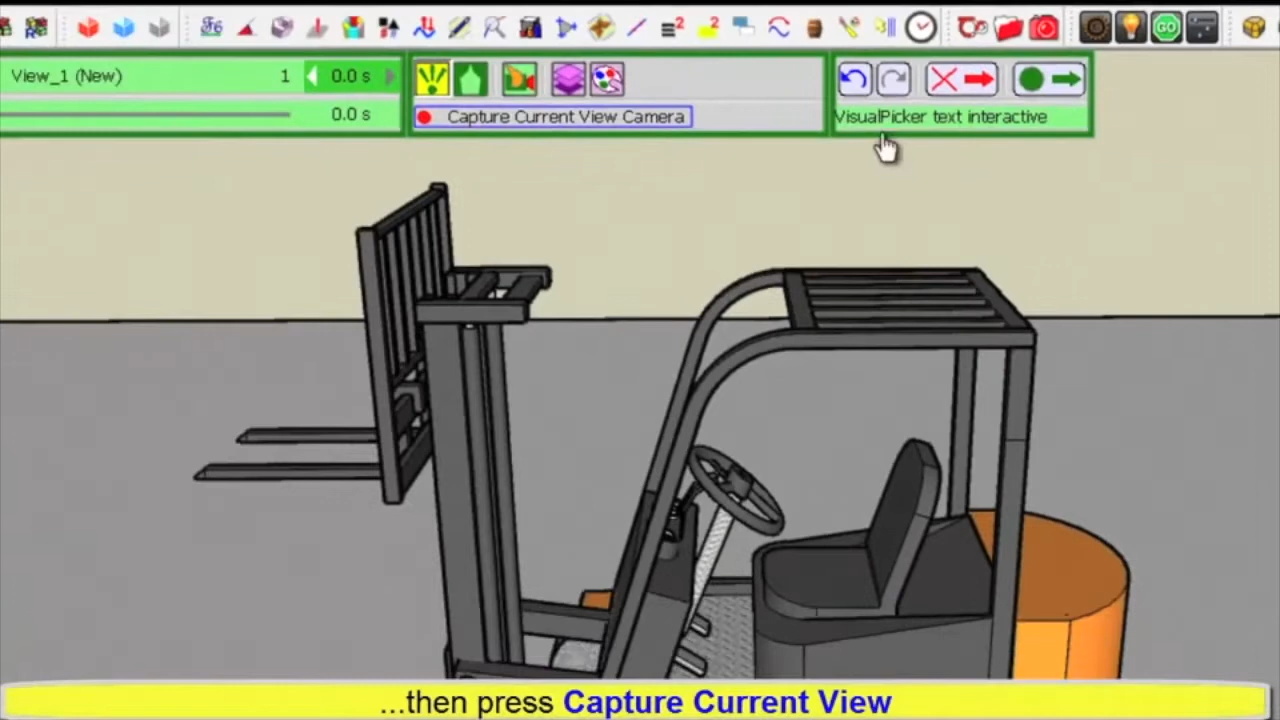 GO
View_1 (New) 1 0.0 s
0.0 s
Capture Current View Camera
VisualPicker text interactive
...then press Capture Current View